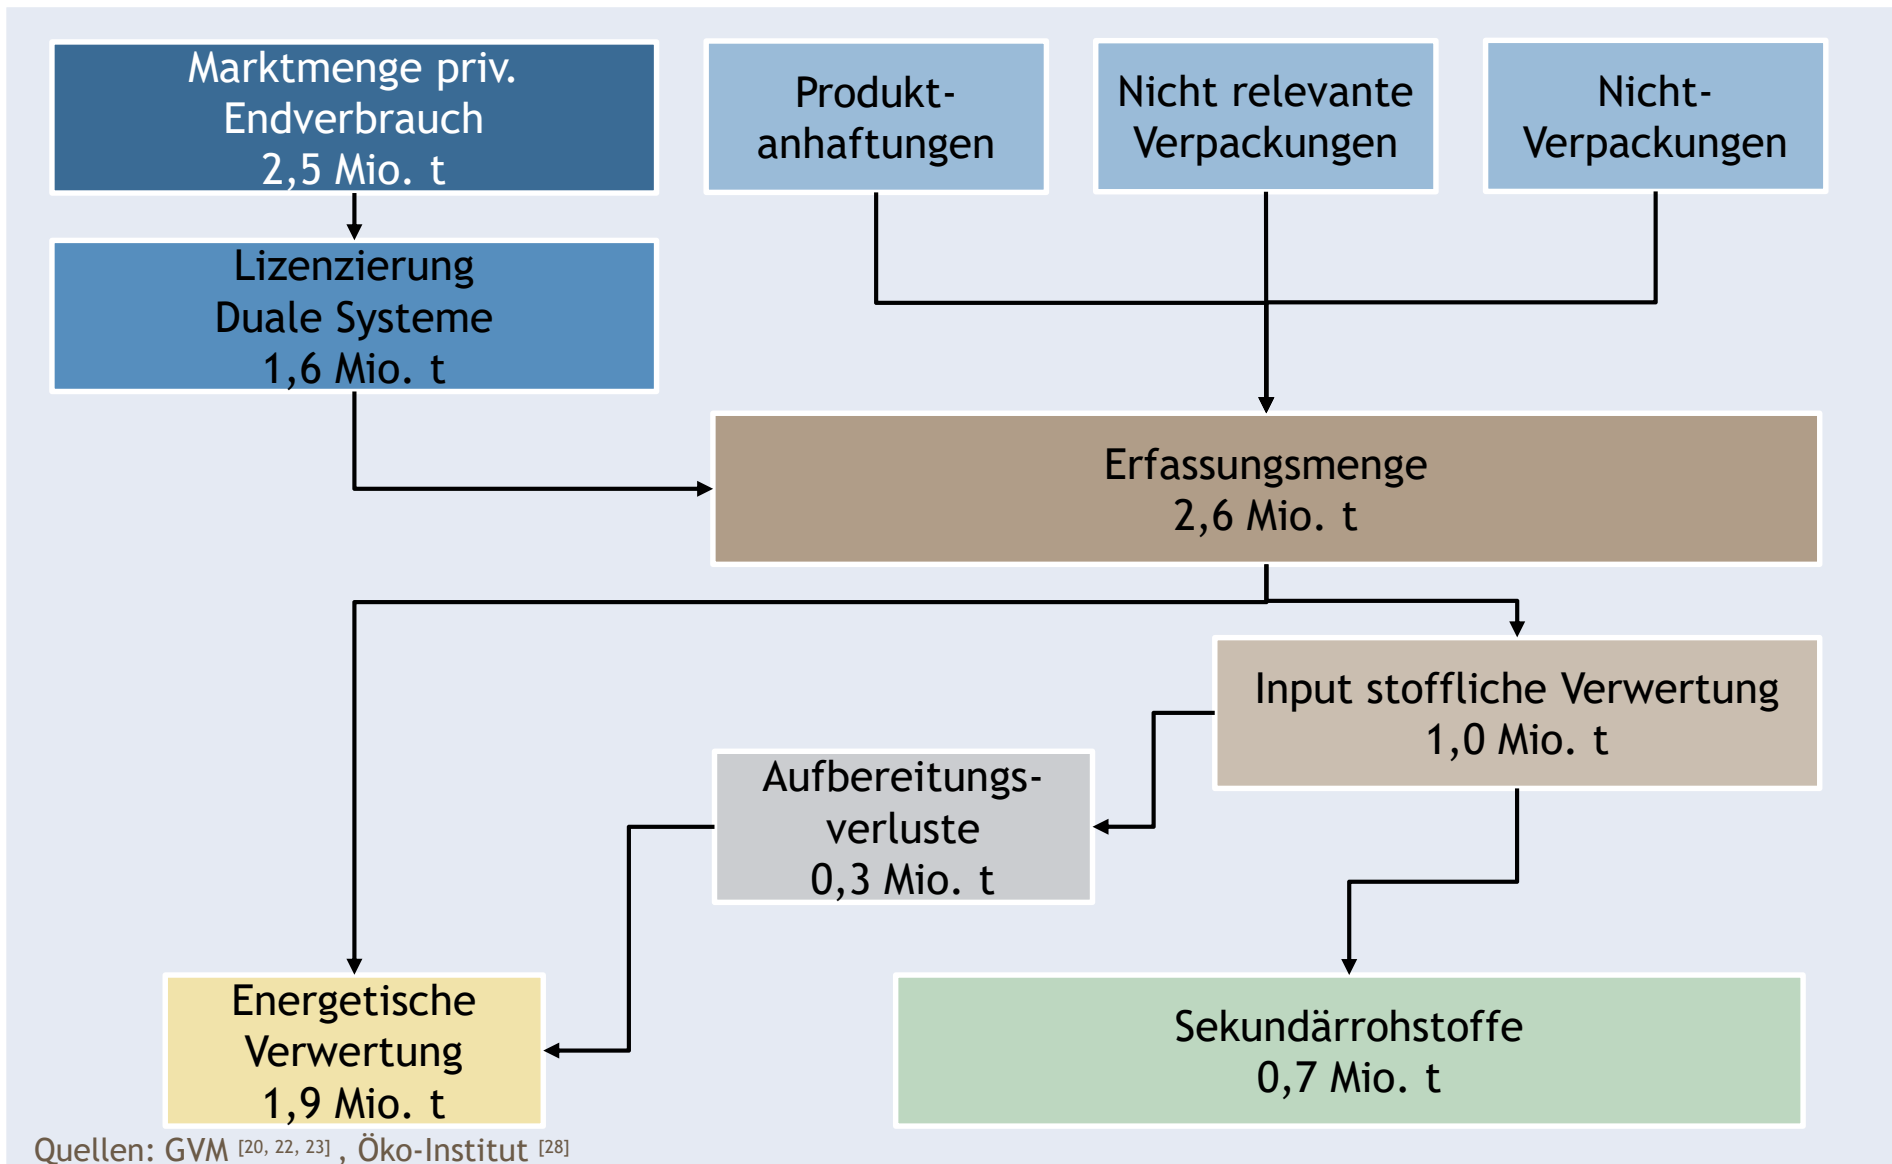 Marktmenge priv.
Endverbrauch
2,5 Mio. t
Produkt-
anhaftungen
Nicht relevante
Verpackungen
Nicht-
Verpackungen
Lizenzierung
Duale Systeme
1,6 Mio. t
Erfassungsmenge
2,6 Mio. t
Input stoffliche Verwertung
1,0 Mio. t
Aufbereitungs-
verluste
0,3 Mio. t
Energetische
Verwertung
1,9 Mio. t
Sekundärrohstoffe
0,7 Mio. t
Quellen: GVM [20, 22, 23] , Öko-Institut [28]